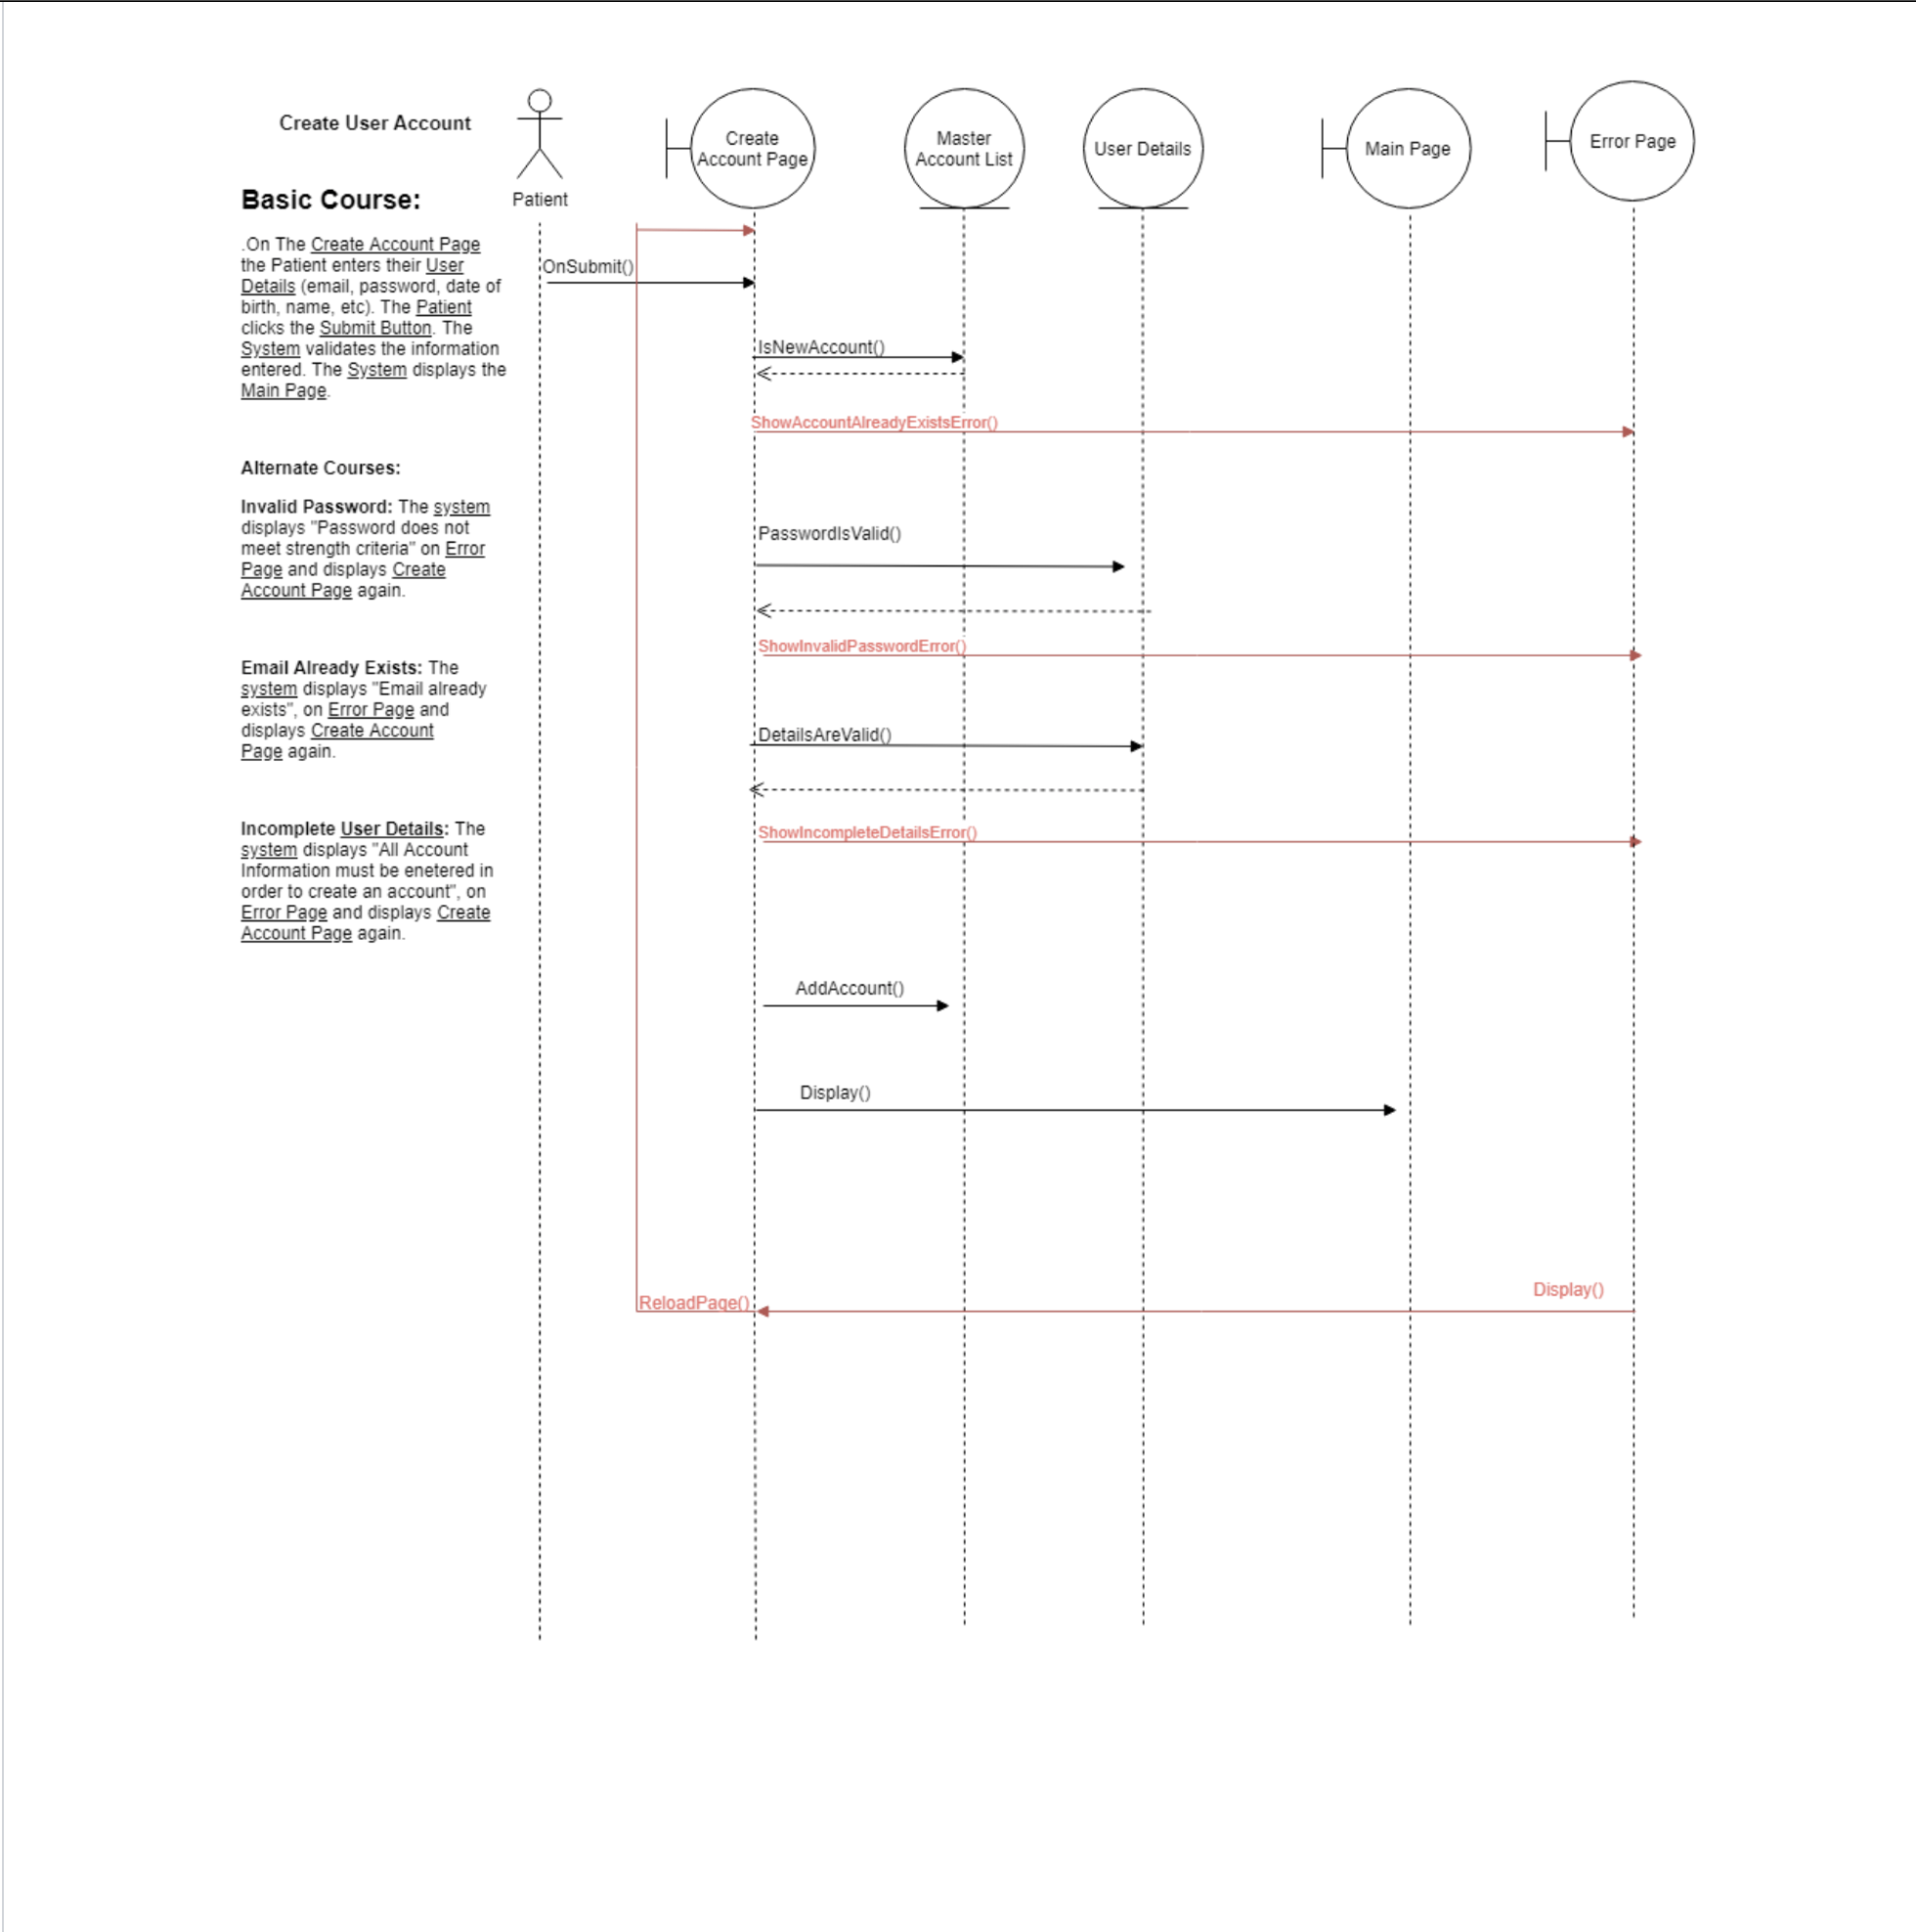 Create User Account
Patient
Create
Account Page
Master
Account List
User Details
Main Page
Error Page
Basic Course:
.On The Create Account Page
the Patient enters their User
Details (email, password, date of
birth, name, etc). The Patient
clicks the Submit Button. The
System validates the information
entered. The System displays the
Main Page.
Alternate Courses:
Invalid Password: The system
displays "Password does not
meet strength criteria" on Error
Page and displays Create
Account Page again.
Email Already Exists: The
system displays "Email already
exists", on Error Page and
displays Create Account
Page again.
Incomplete User Details: The
system displays "All Account
Information must be enetered in
order to create an account", on
Error Page and displays Create
Account Page again.
OnSubmit()
IsNewAccount()
ShowAccountAlreadyExistsError()
PasswordIsValid()
ShowInvalidPasswordError()
DetailsAreValid()
ShowIncompleteDetailsError()
AddAccount()
Display()
Display()
ReloadPage()